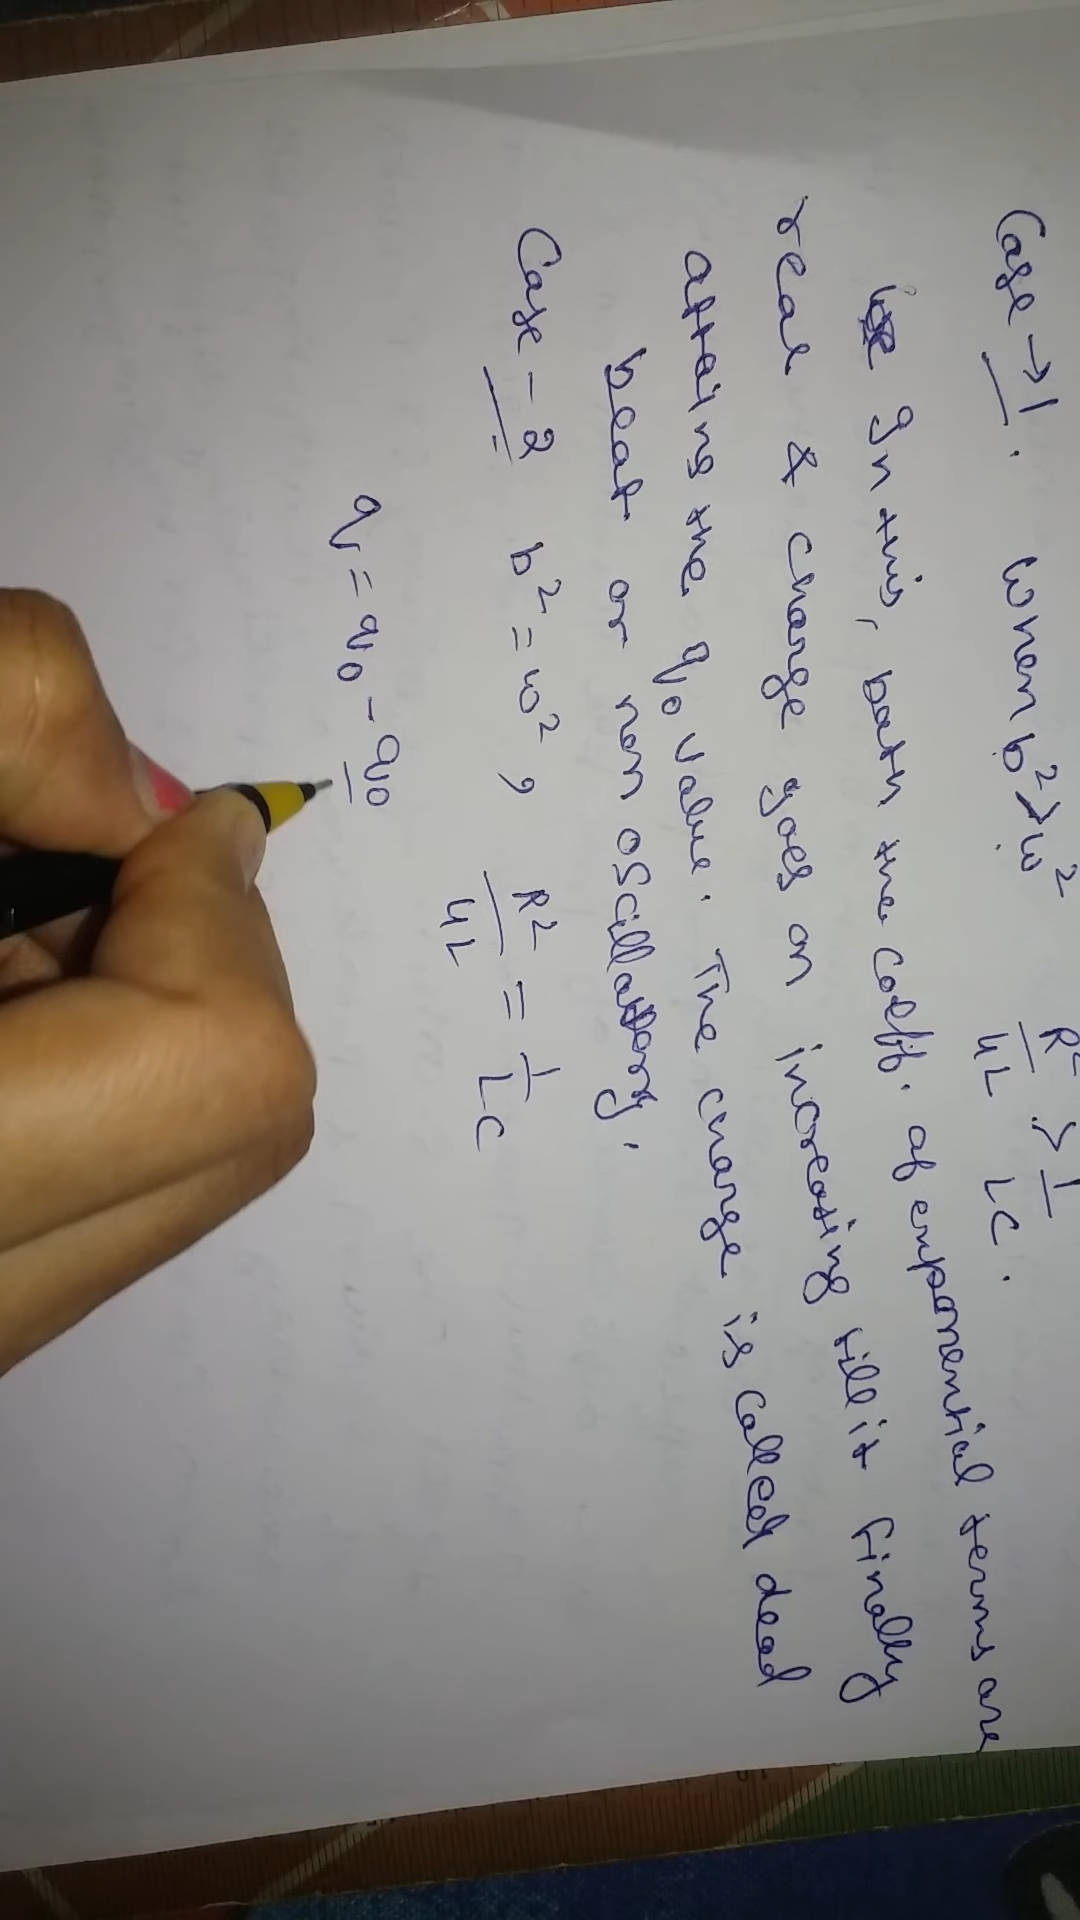 Case → 1. When b² > ω² R²/4L > 1/LC.
In this, both the coeff. of exponential terms are
real & charge goes on increasing till it finally
attains the q₀ value. The charge is called dead
beat or non oscillatory.
Case - 2 b² = ω², R²/4L = 1/LC
q = q₀ - q₀